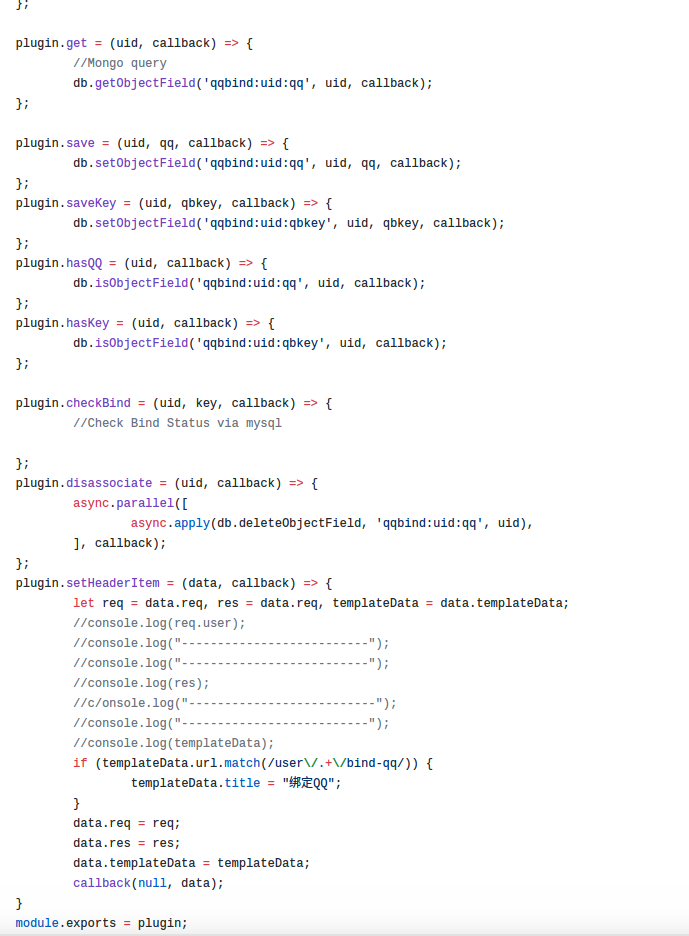 };
plugin.get = (uid, callback) => {
//Mongo query
db.getObjectField('qqbind:uid:qq', uid, callback);
};
plugin.save = (uid, qq, callback) => {
db.setObjectField('qqbind:uid:qq', uid, qq, callback);
};
plugin.saveKey = (uid, qbkey, callback) => {
db.setObjectField('qqbind:uid:qbkey', uid, qbkey, callback);
};
plugin.hasQQ = (uid, callback) => {
db.isObjectField('qqbind:uid:qq', uid, callback);
};
plugin.hasKey = (uid, callback) => {
db.isObjectField('qqbind:uid:qbkey', uid, callback);
};
plugin.checkBind = (uid, key, callback) => {
//Check Bind Status via mysql
};
plugin.disassociate = (uid, callback) => {
async.parallel([
async.apply(db.deleteObjectField, 'qqbind:uid:qq', uid),
], callback);
};
plugin.setHeaderItem = (data, callback) => {
let req = data.req, res = data.req, templateData = data.templateData;
//console.log(req.user);
//console.log("--------------------------");
//console.log("--------------------------");
//console.log(res);
//c/onsole.log("--------------------------");
//console.log("--------------------------");
//console.log(templateData);
if (templateData.url.match(/user\/.+\/bind-qq/)) {
templateData.title = "绑定QQ";
}
data.req = req;
data.res = res;
data.templateData = templateData;
callback(null, data);
}
module.exports = plugin;